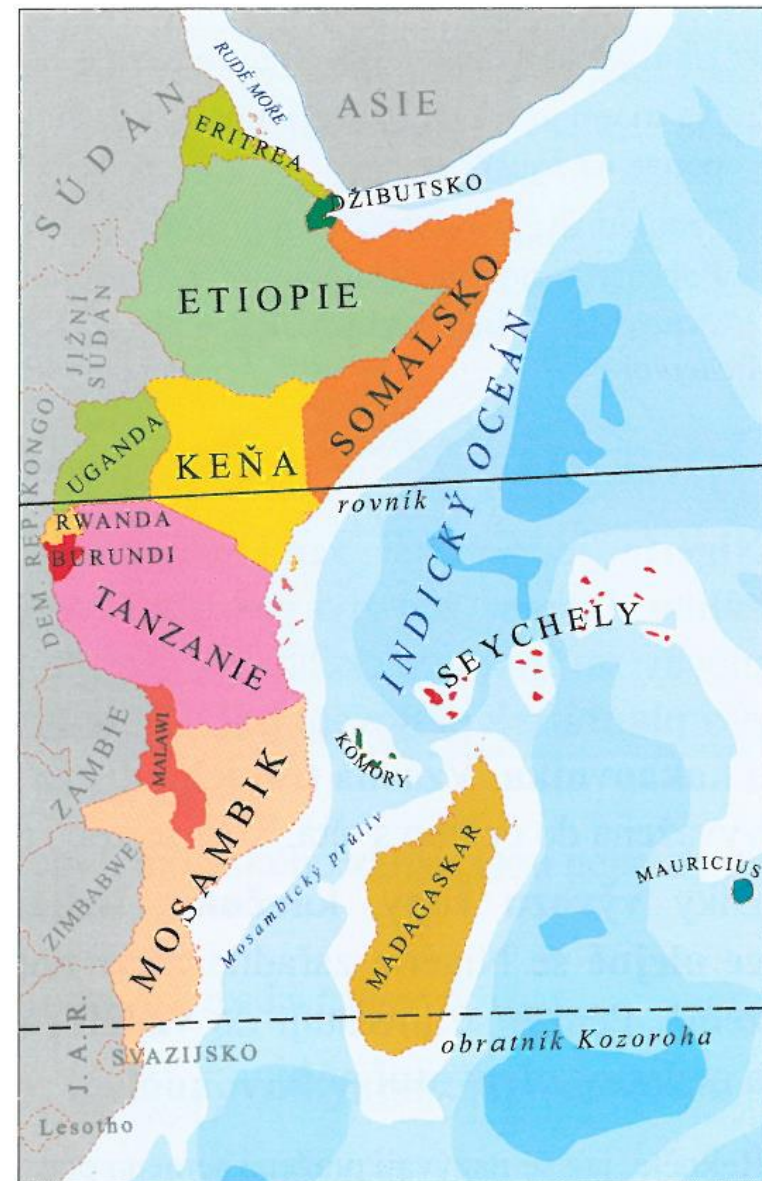 RUDÉ MOŘE
ASIE
SÚDÁN
ERITREA
DŽIBUTSKO
ETIOPIE
SOMÁLSKO
JIŽNÍ
SÚDÁN
INDICKÝ OCEÁN
UGANDA
KEŇA
DEM. REP. KONGO
rovník
RWANDA
BURUNDI
TANZANIE
SEYCHELY
ZAMBIE
MALAWI
KOMORY
MOSAMBIK
Mosambický průliv
MADAGASKAR
MAURICIUS
ZIMBABWE
J. A. R.
SVAZIJSKO
obratník Kozoroha
Lesotho